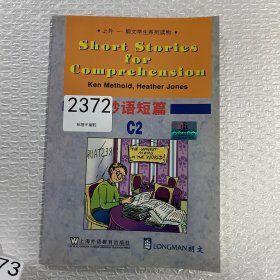 上外 — 朗文学生系列读物
Short Stories
for
Comprehension
Ken Methold, Heather Jones
2372
妙语短篇
C2
上海外语教育出版社
LONGMAN 朗文
73